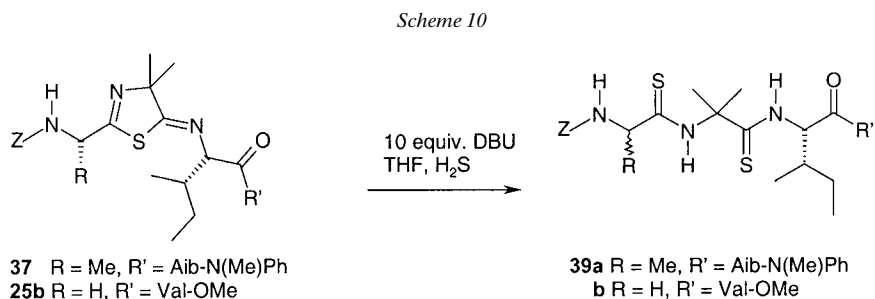 Scheme 10
H
N
Z
R
N
S
N
O
R'
10 equiv. DBU
THF, H2S
H
N
Z
R
S
N
H
S
H
N
O
R'
37 R = Me, R' = Aib-N(Me)Ph
25b R = H, R' = Val-OMe
39a R = Me, R' = Aib-N(Me)Ph
b R = H, R' = Val-OMe